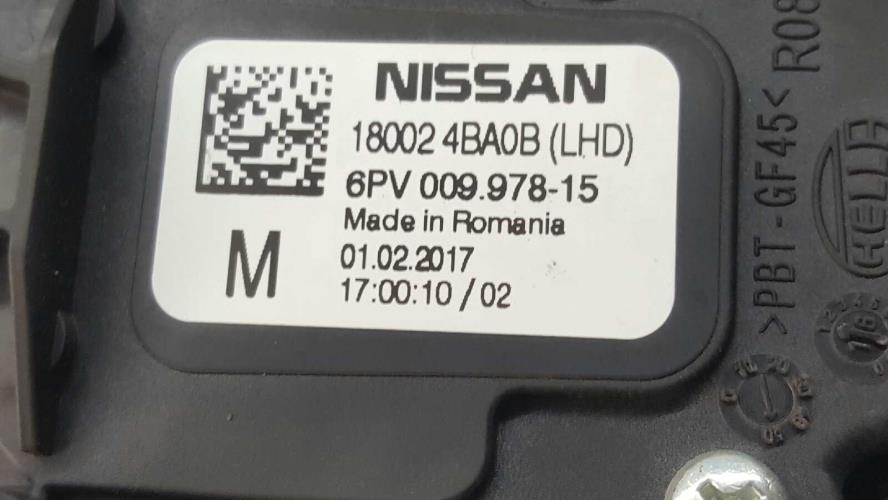 NISSAN
18002 4BA0B (LHD)
6PV 009.978-15
Made in Romania
01.02.2017
17:00:10 / 02
M
>PBT-GF45<
R08
HELLA